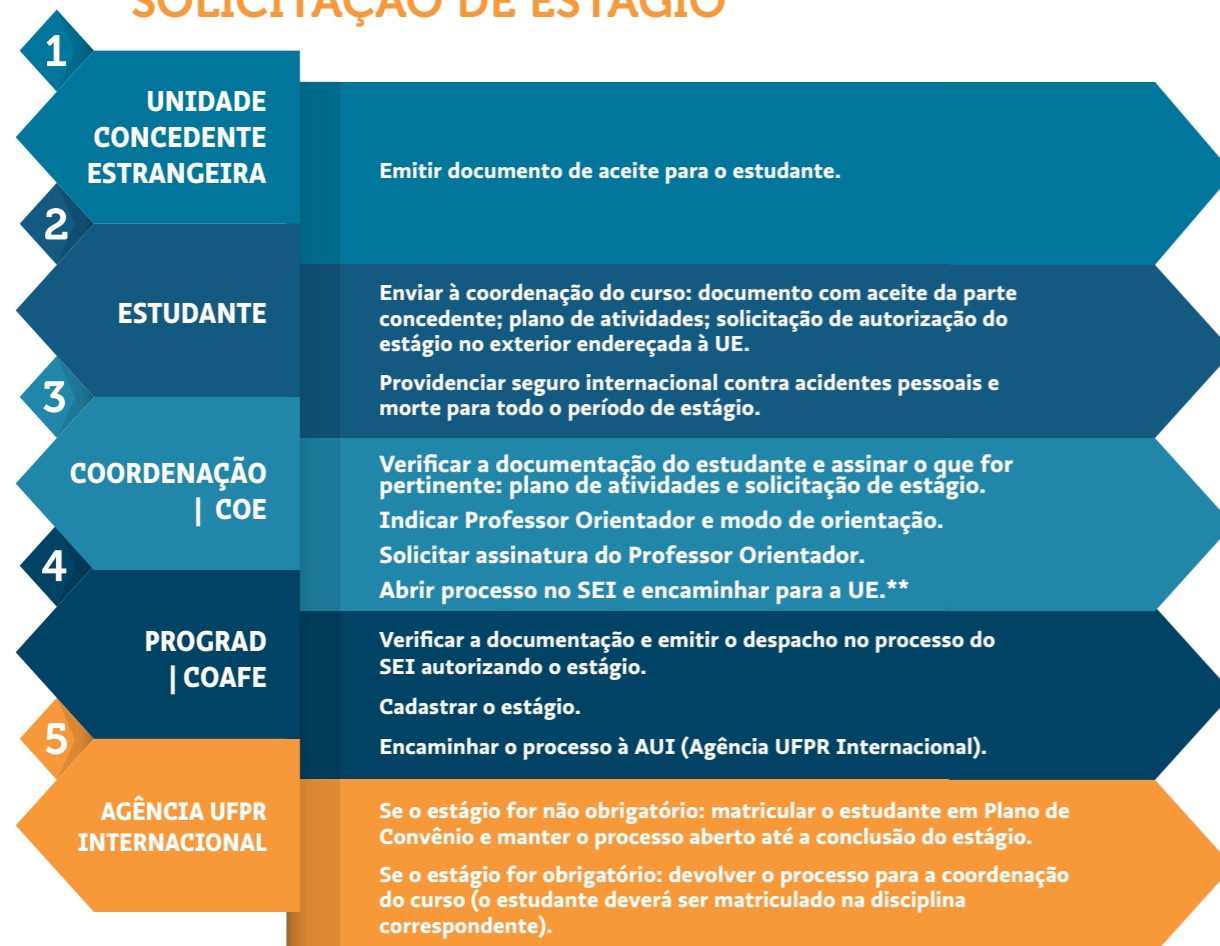 SOLICITAÇÃO DE ESTÁGIO
1
UNIDADE
CONCEDENTE
ESTRANGEIRA
Emitir documento de aceite para o estudante.
2
ESTUDANTE
Enviar à coordenação do curso: documento com aceite da parte
concedente; plano de atividades; solicitação de autorização do
estágio no exterior endereçada à UE.
Providenciar seguro internacional contra acidentes pessoais e
morte para todo o período de estágio.
3
COORDENAÇÃO
| COE
Verificar a documentação do estudante e assinar o que for
pertinente: plano de atividades e solicitação de estágio.
Indicar Professor Orientador e modo de orientação.
Solicitar assinatura do Professor Orientador.
Abrir processo no SEI e encaminhar para a UE.**
4
PROGRAD
| COAFE
Verificar a documentação e emitir o despacho no processo do
SEI autorizando o estágio.
Cadastrar o estágio.
Encaminhar o processo à AUI (Agência UFPR Internacional).
5
AGÊNCIA UFPR
INTERNACIONAL
Se o estágio for não obrigatório: matricular o estudante em Plano de
Convênio e manter o processo aberto até a conclusão do estágio.
Se o estágio for obrigatório: devolver o processo para a coordenação
do curso (o estudante deverá ser matriculado na disciplina
correspondente).